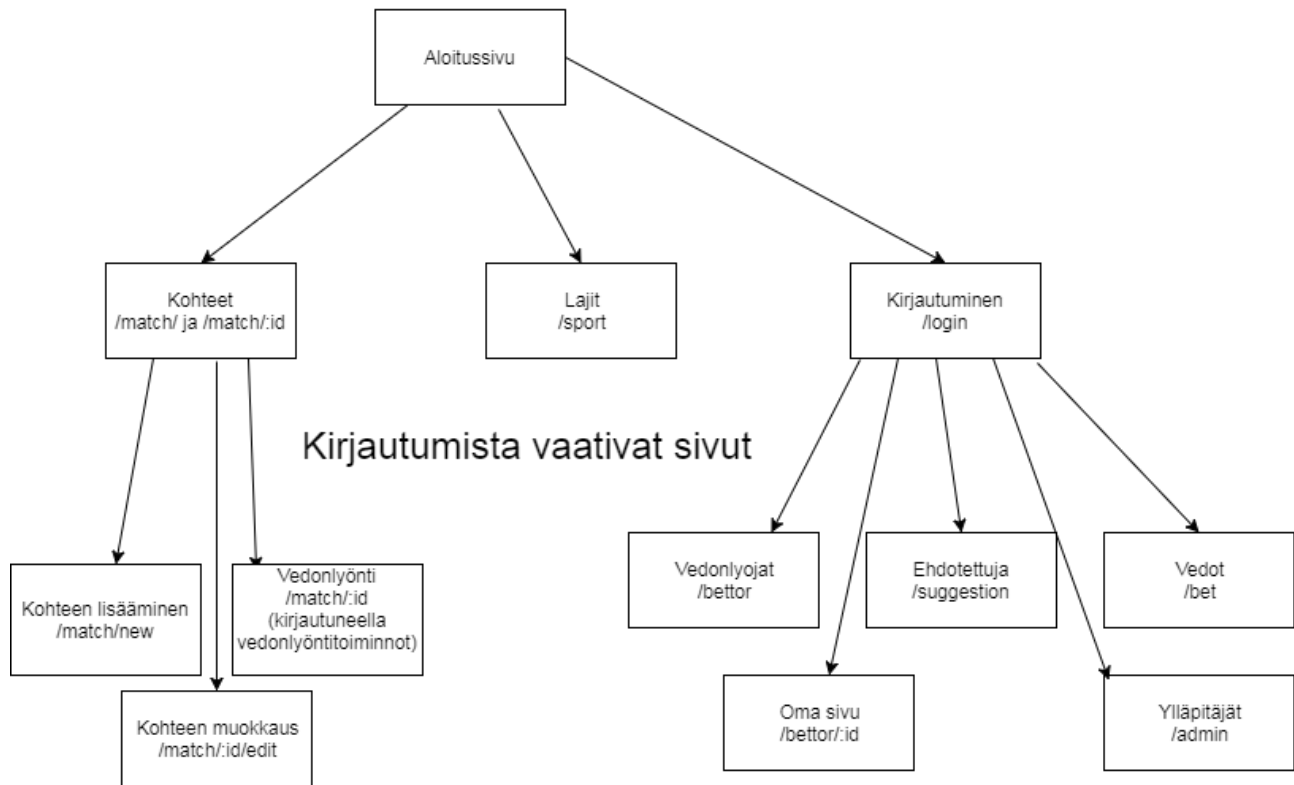 Aloitussivu
Kohteet
/match/ ja /match/:id
Lajit
/sport
Kirjautuminen
/login
Kirjautumista vaativat sivut
Kohteen lisääminen
/match/new
Vedonlyönti
/match/:id
(kirjautuneella
vedonlyöntitoiminnot)
Kohteen muokkaus
/match/:id/edit
Vedonlyojat
/bettor
Ehdotettuja
/suggestion
Vedot
/bet
Oma sivu
/bettor/:id
Ylläpitäjät
/admin